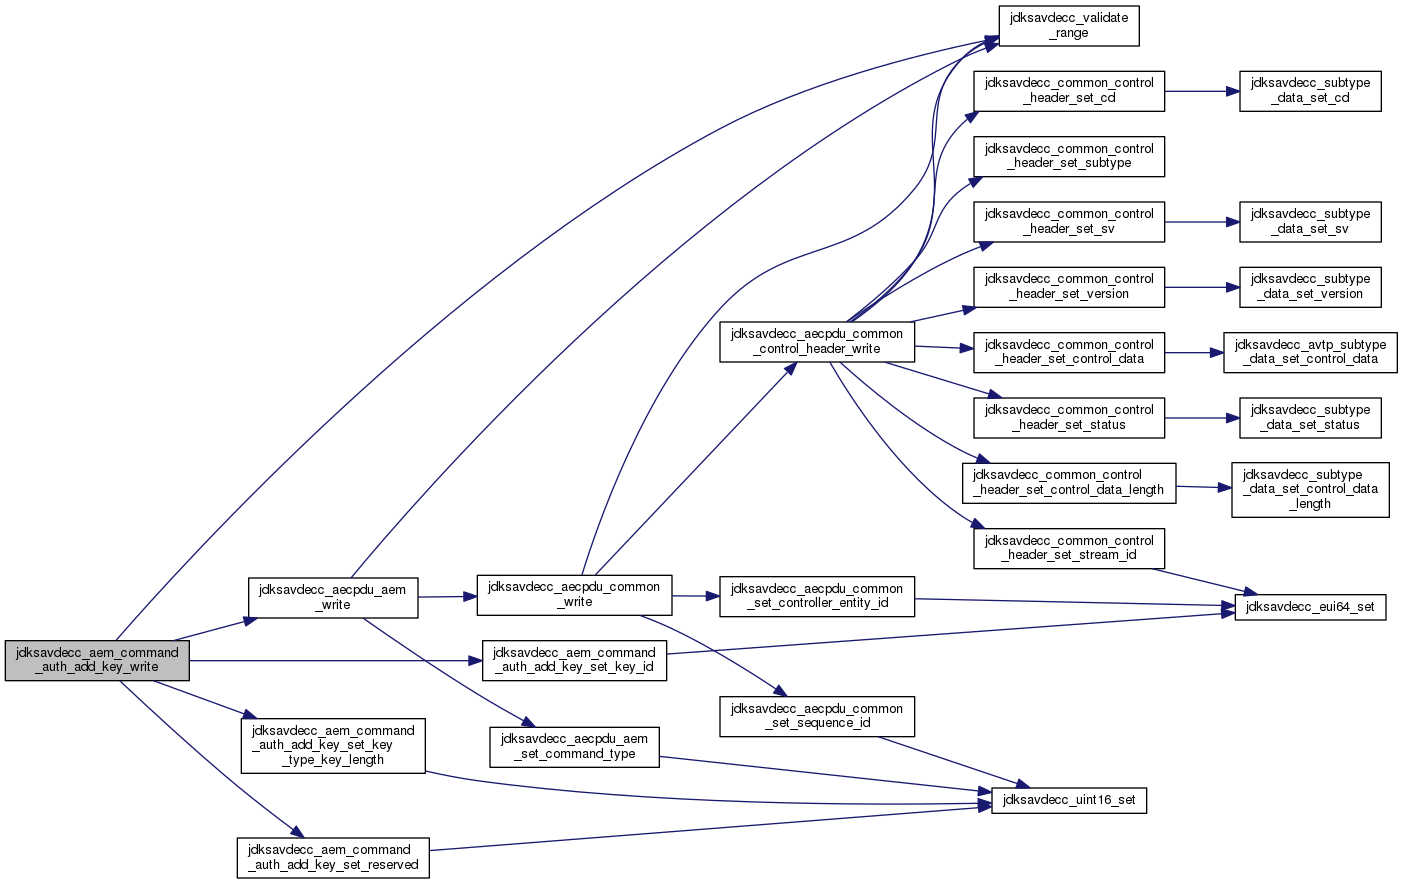 jdksavdecc_validate
_range
jdksavdecc_common_control
_header_set_cd
jdksavdecc_subtype
_data_set_cd
jdksavdecc_common_control
_header_set_subtype
jdksavdecc_common_control
_header_set_sv
jdksavdecc_subtype
_data_set_sv
jdksavdecc_common_control
_header_set_version
jdksavdecc_subtype
_data_set_version
jdksavdecc_aecpdu_common
_control_header_write
jdksavdecc_common_control
_header_set_control_data
jdksavdecc_avtp_subtype
_data_set_control_data
jdksavdecc_common_control
_header_set_status
jdksavdecc_subtype
_data_set_status
jdksavdecc_common_control
_header_set_control_data_length
jdksavdecc_subtype
_data_set_control_data
_length
jdksavdecc_common_control
_header_set_stream_id
jdksavdecc_aecpdu_aem
_write
jdksavdecc_aecpdu_common
_write
jdksavdecc_aecpdu_common
_set_controller_entity_id
jdksavdecc_eui64_set
jdksavdecc_aem_command
_auth_add_key_write
jdksavdecc_aem_command
_auth_add_key_set_key_id
jdksavdecc_aecpdu_common
_set_sequence_id
jdksavdecc_aem_command
_auth_add_key_set_key
_type_key_length
jdksavdecc_aecpdu_aem
_set_command_type
jdksavdecc_uint16_set
jdksavdecc_aem_command
_auth_add_key_set_reserved